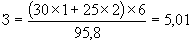 З = (30×1+25×2)×6 / 95,8 = 5,01